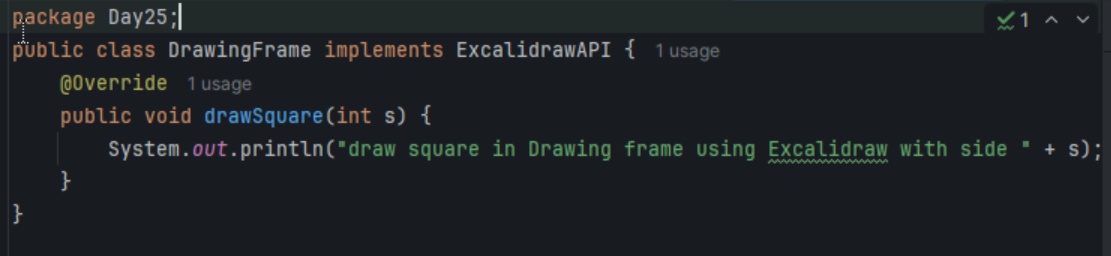 package Day25;
1
public class DrawingFrame implements ExcalidrawAPI {  1 usage
    @Override  1 usage
    public void drawSquare(int s) {
        System.out.println("draw square in Drawing frame using Excalidraw with side " + s);
    }
}